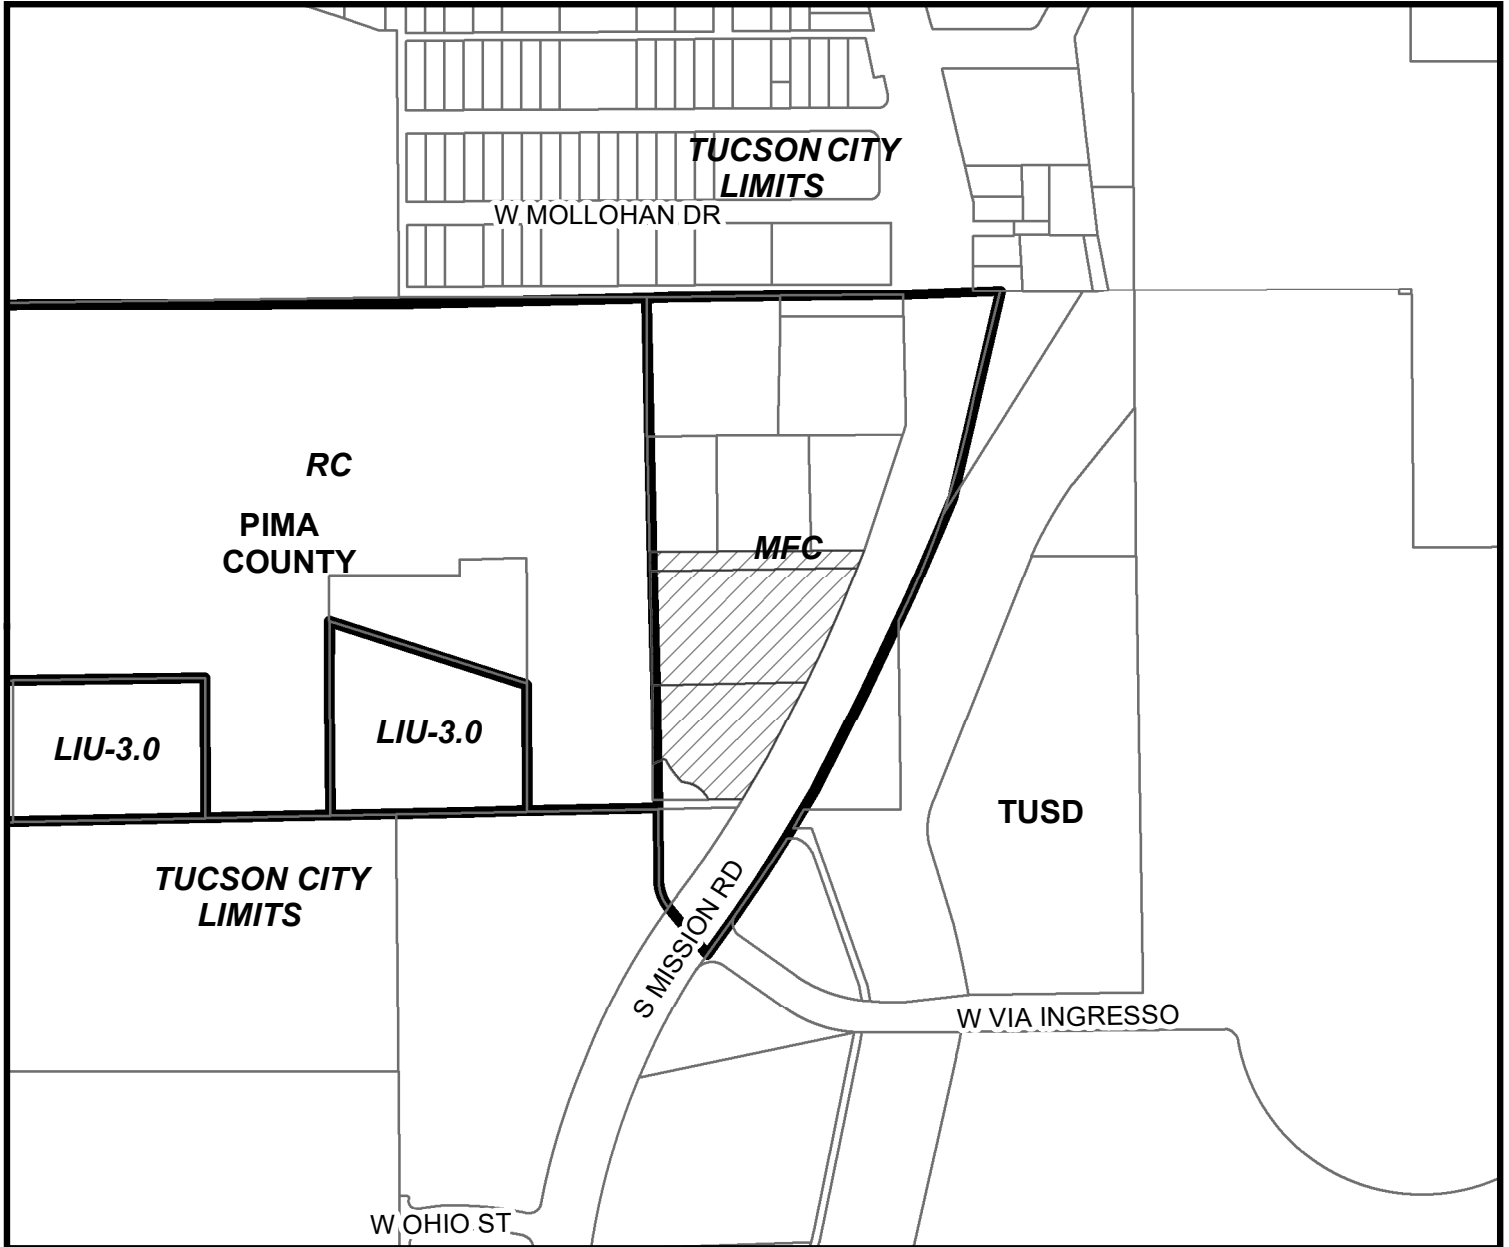 TUCSON CITY
LIMITS
W MOLLOHAN DR
RC
PIMA
COUNTY
MFC
LIU-3.0
LIU-3.0
TUSD
TUCSON CITY
LIMITS
S MISSION RD
W VIA INGRESSO
W OHIO ST